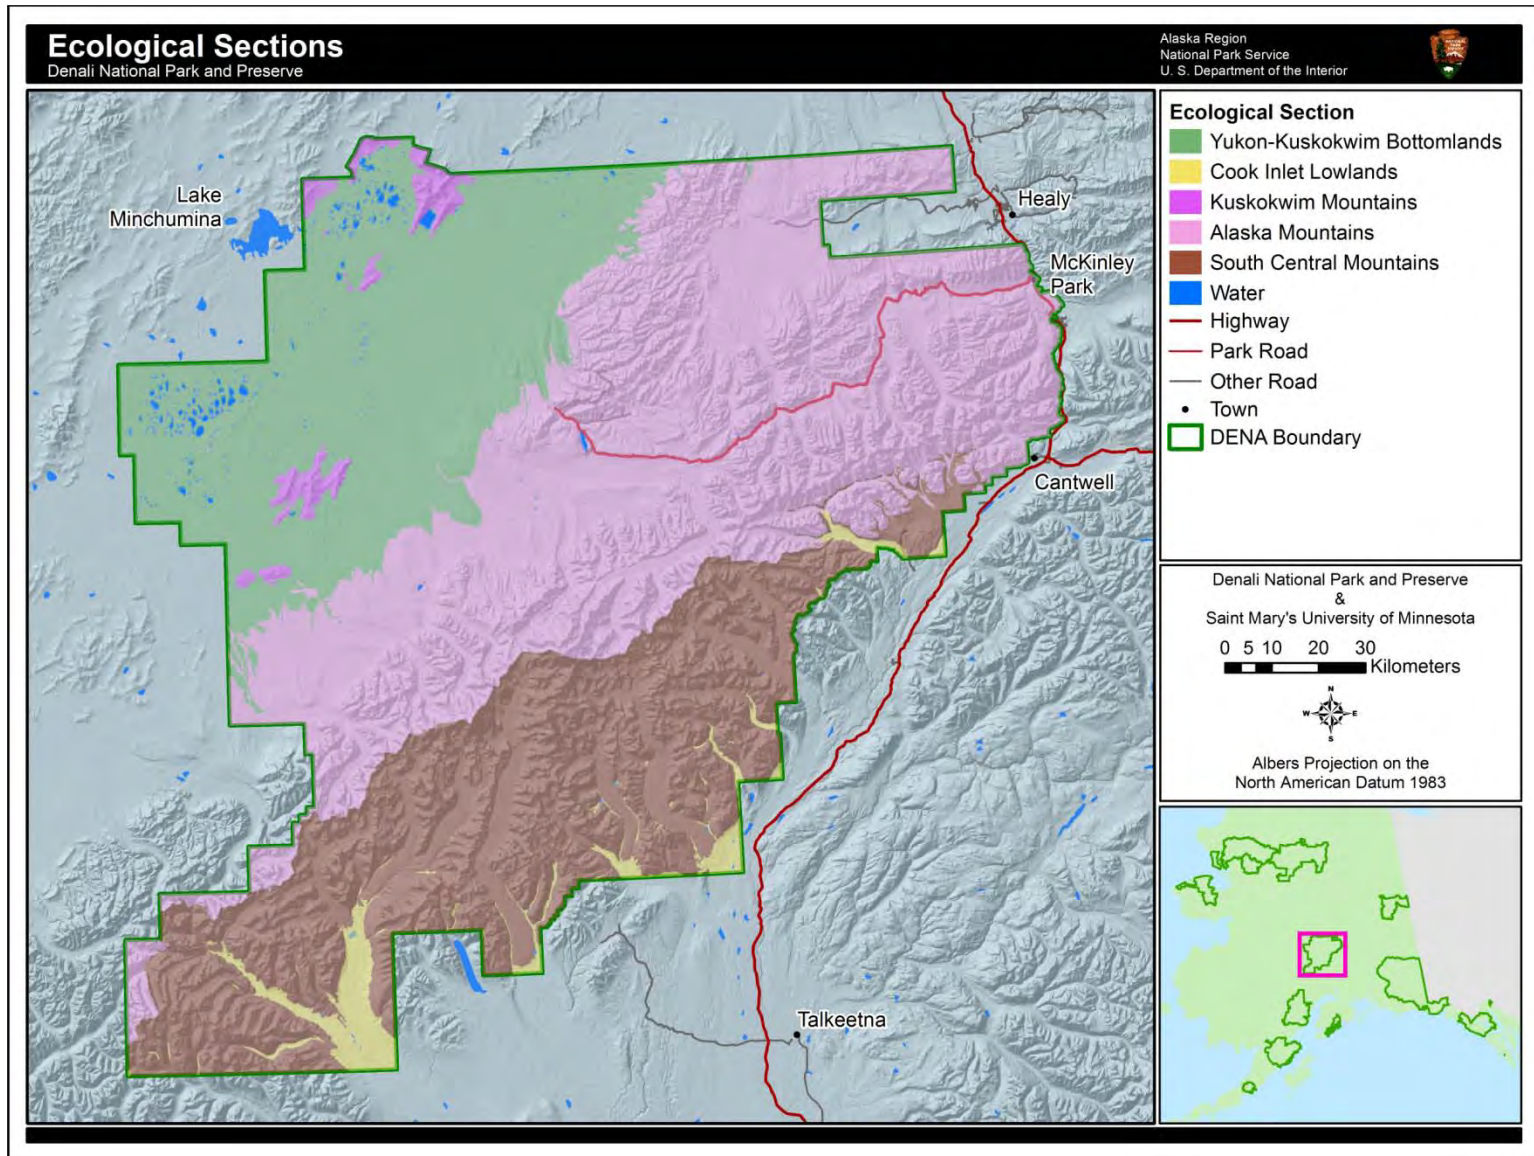 Ecological Sections
Denali National Park and Preserve
Alaska Region
National Park Service
U. S. Department of the Interior
Lake
Minchumina
Healy
McKinley
Park
Cantwell
Talkeetna
Ecological Section
Yukon-Kuskokwim Bottomlands
Cook Inlet Lowlands
Kuskokwim Mountains
Alaska Mountains
South Central Mountains
Water
Highway
Park Road
Other Road
Town
DENA Boundary
Denali National Park and Preserve
&
Saint Mary's University of Minnesota
0 5 10 20 30
Kilometers
N
W E
S
Albers Projection on the
North American Datum 1983